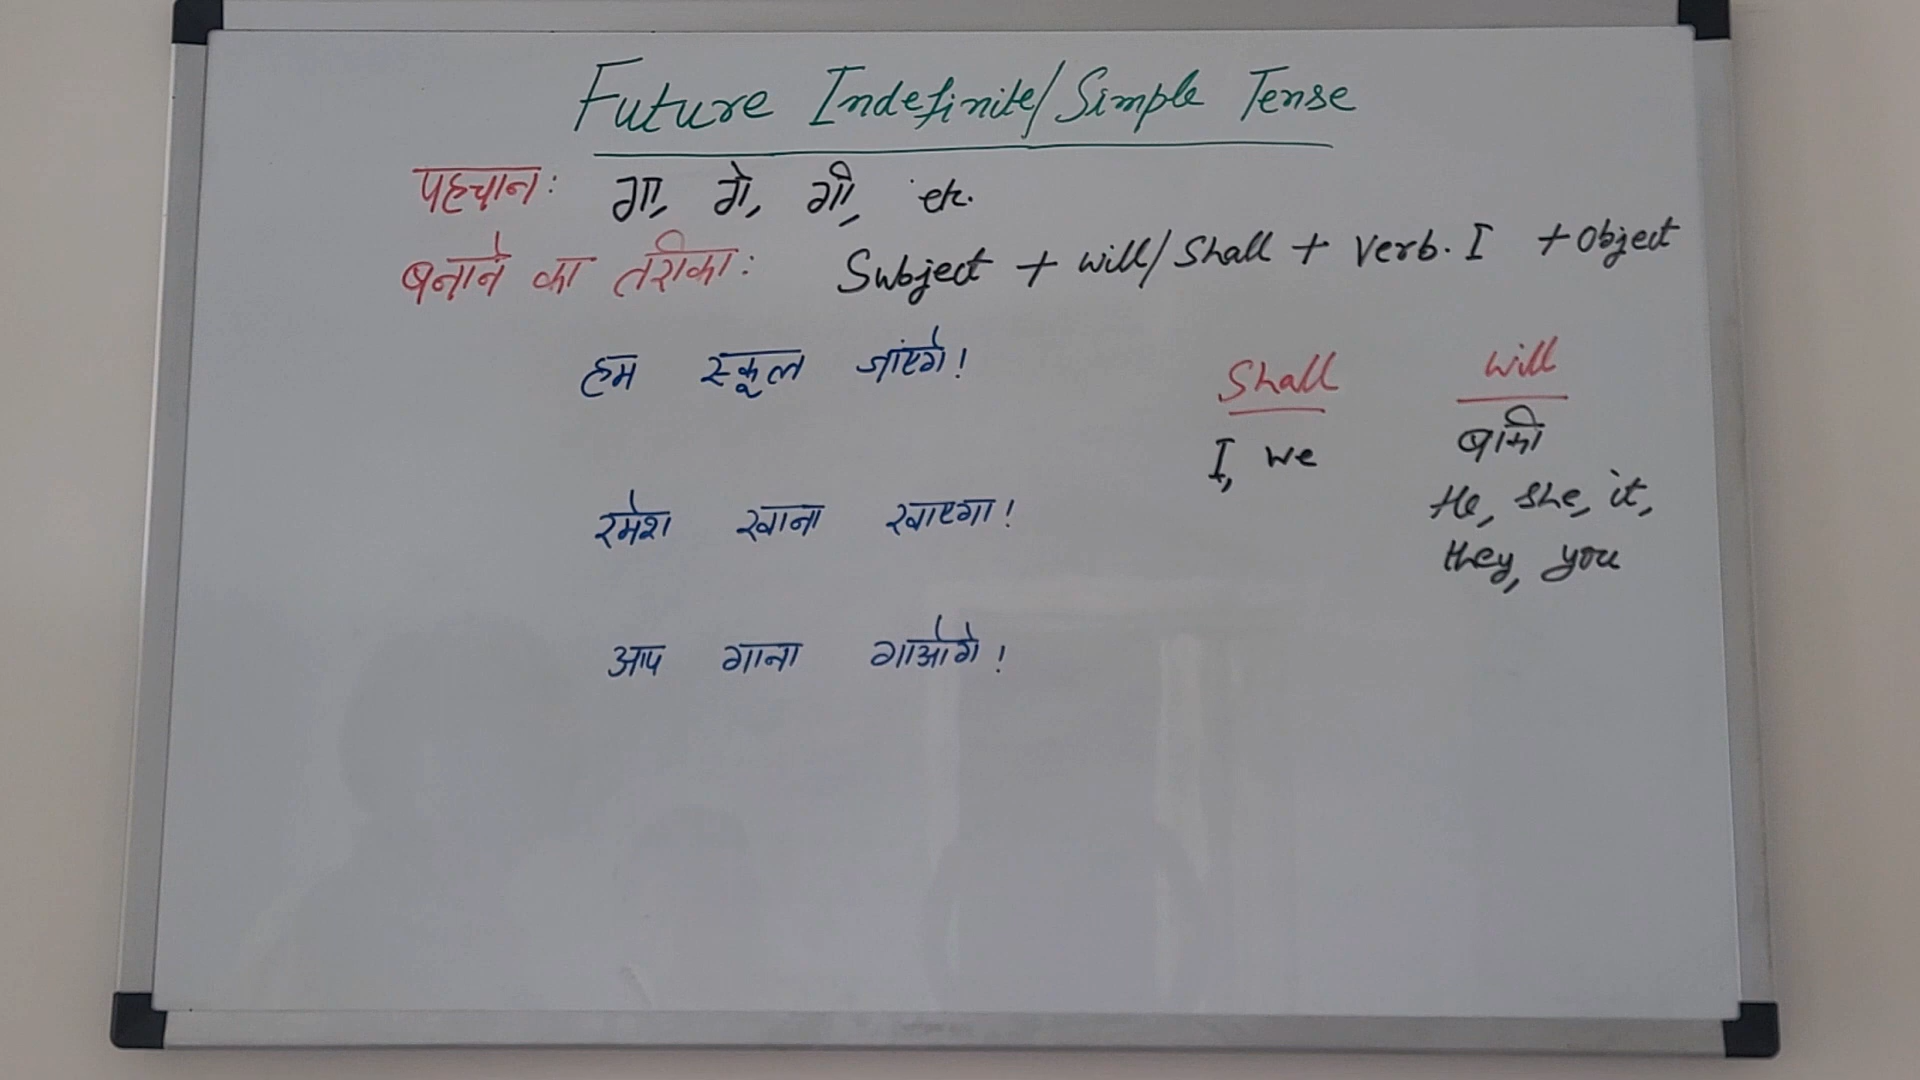 Future Indefinite/Simple Tense
पहचान: गा, गे, गी, etc.
बनाने का तरीका: Subject + will/Shall + Verb.I + Object
हम स्कूल जांएगे!
Shall will
I, we बाकी
He, She, it,
रमेश खाना खाएगा!
they, you
आप गाना गाओगे!